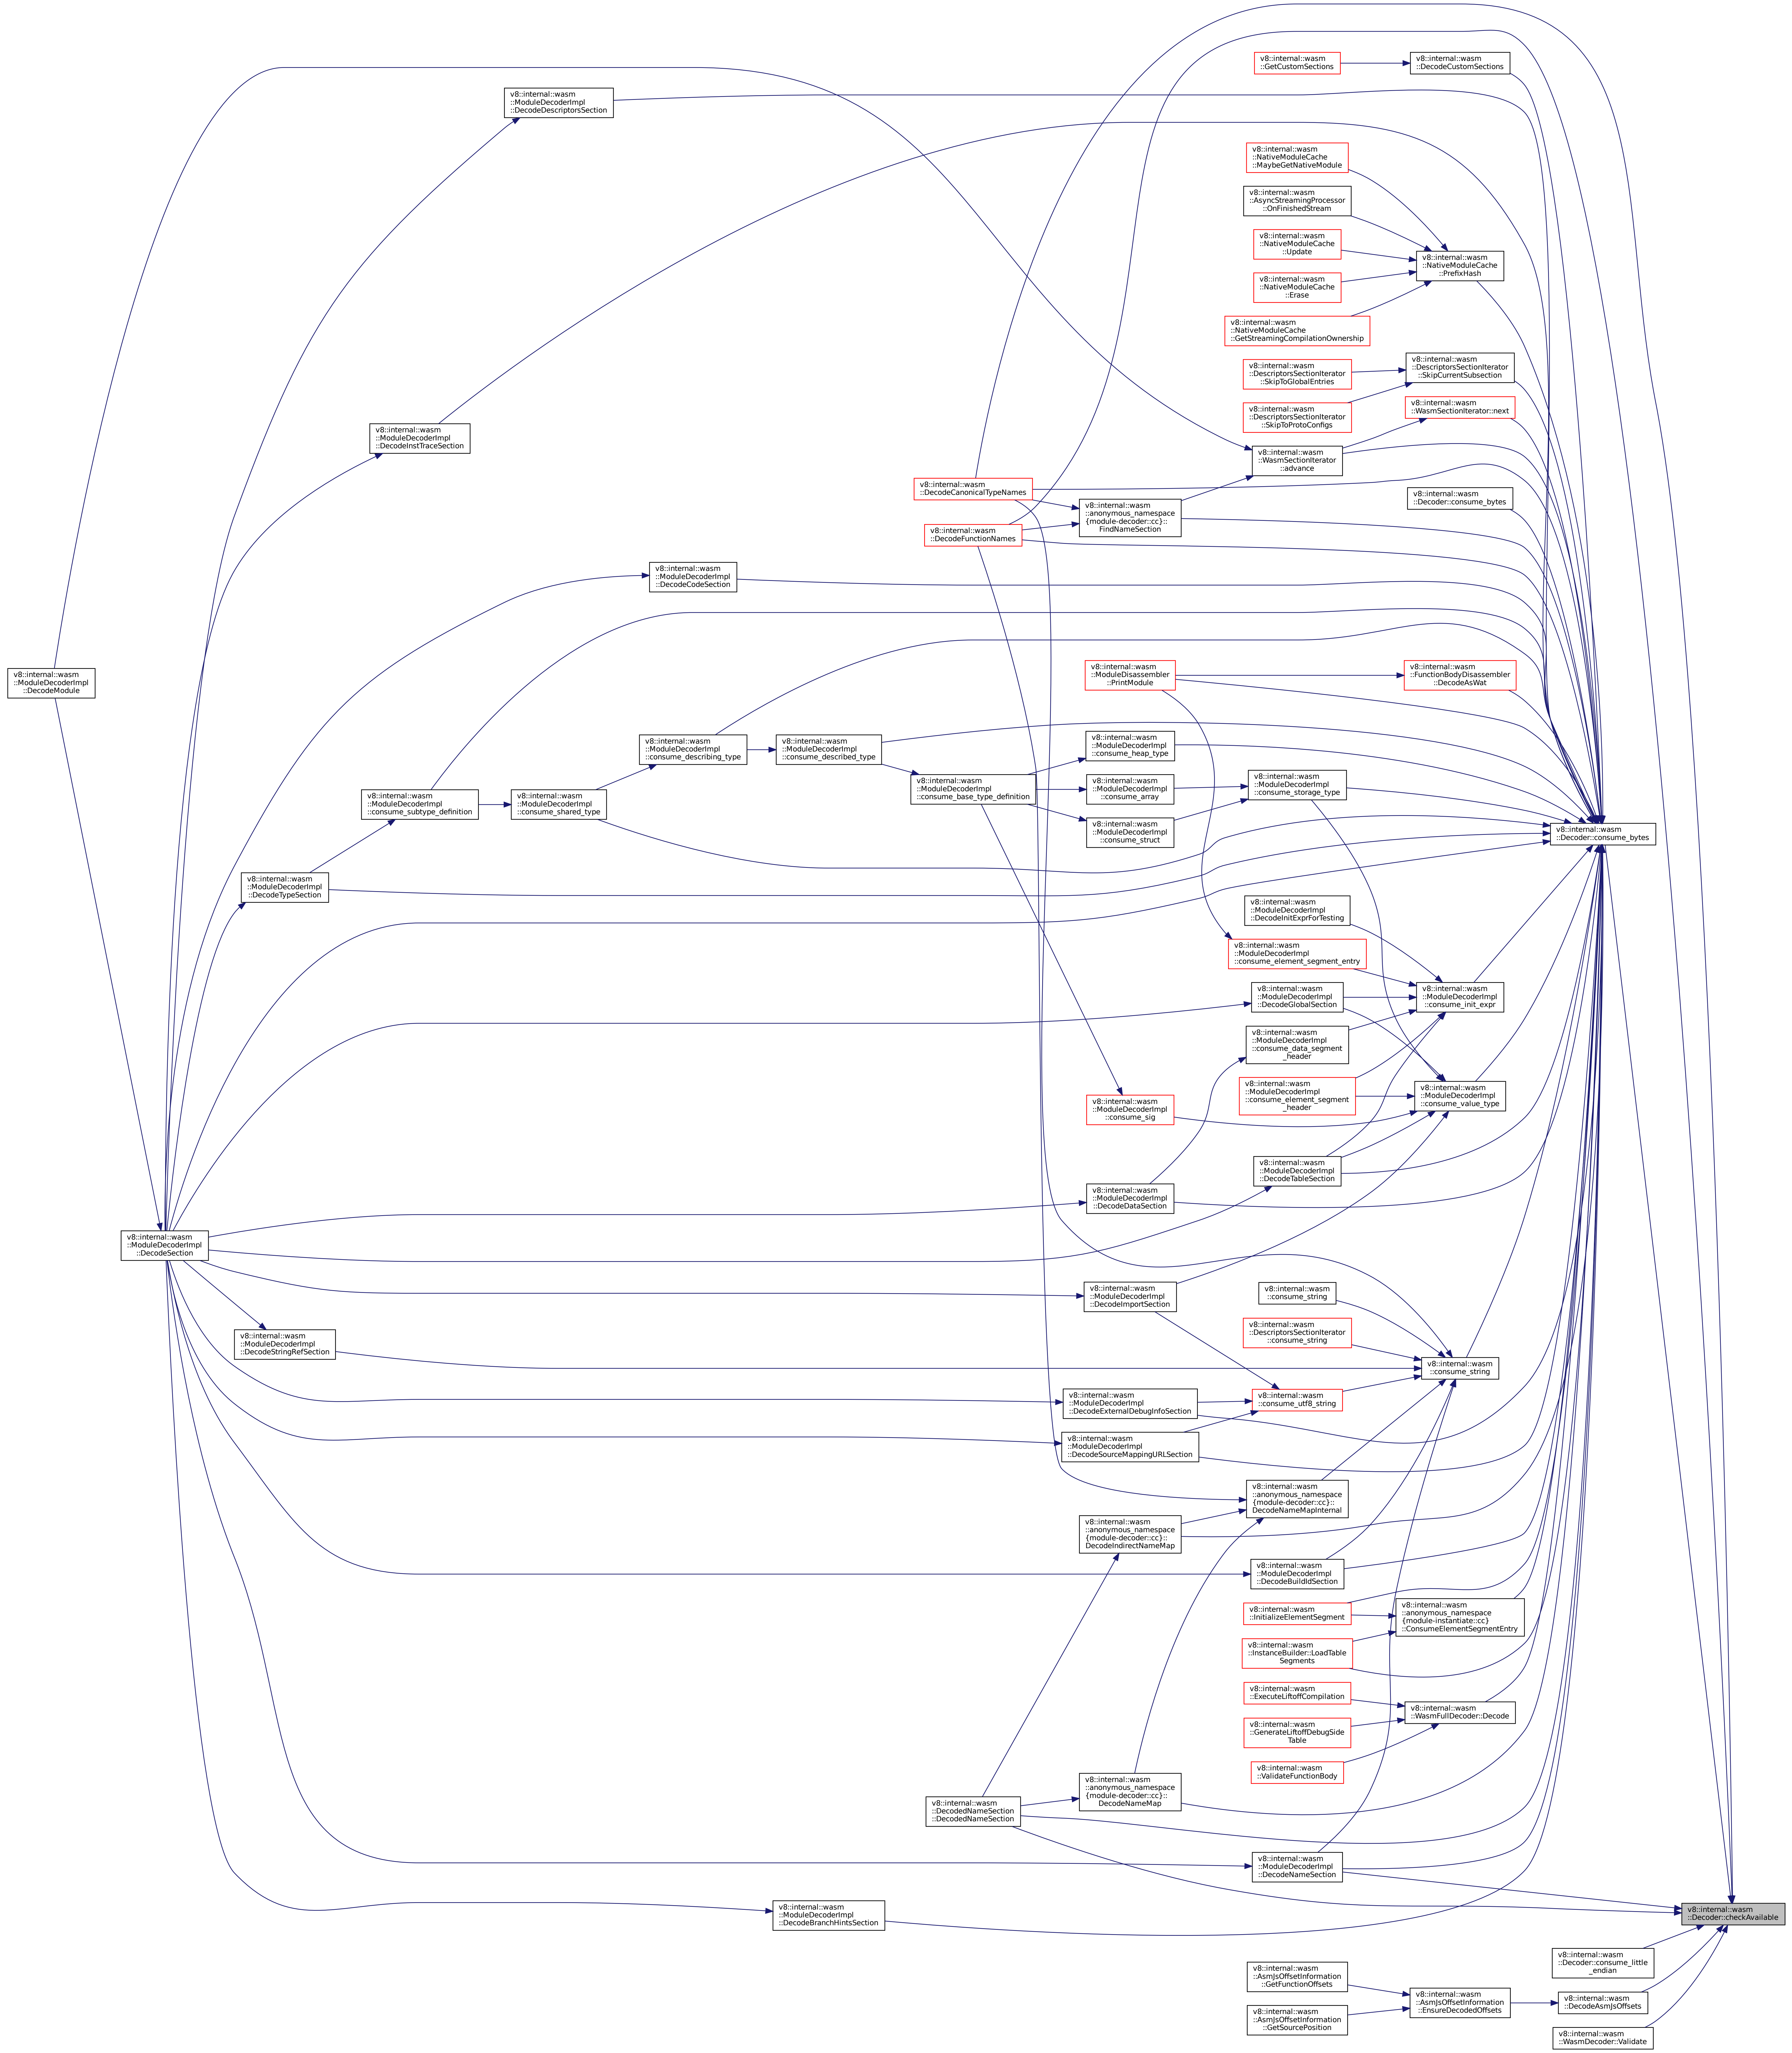 v8::internal::wasm
::GetCustomSections
v8::internal::wasm
::DecodeCustomSections
v8::internal::wasm
::ModuleDecoderImpl
::DecodeDescriptorsSection
v8::internal::wasm
::NativeModuleCache
::MaybeGetNativeModule
v8::internal::wasm
::AsyncStreamingProcessor
::OnFinishedStream
v8::internal::wasm
::NativeModuleCache
::Update
v8::internal::wasm
::NativeModuleCache
::PrefixHash
v8::internal::wasm
::NativeModuleCache
::Erase
v8::internal::wasm
::NativeModuleCache
::GetStreamingCompilationOwnership
v8::internal::wasm
::DescriptorsSectionIterator
::SkipToGlobalEntries
v8::internal::wasm
::DescriptorsSectionIterator
::SkipCurrentSubsection
v8::internal::wasm
::DescriptorsSectionIterator
::SkipToProtoConfigs
v8::internal::wasm
::WasmSectionIterator::next
v8::internal::wasm
::ModuleDecoderImpl
::DecodeInstTraceSection
v8::internal::wasm
::WasmSectionIterator
::advance
v8::internal::wasm
::DecodeCanonicalTypeNames
v8::internal::wasm
::Decoder::consume_bytes
v8::internal::wasm
::anonymous_namespace
{module-decoder::cc}::
FindNameSection
v8::internal::wasm
::DecodeFunctionNames
v8::internal::wasm
::ModuleDecoderImpl
::DecodeCodeSection
v8::internal::wasm
::ModuleDecoderImpl
::DecodeModule
v8::internal::wasm
::ModuleDisassembler
::PrintModule
v8::internal::wasm
::FunctionBodyDisassembler
::DecodeAsWat
v8::internal::wasm
::ModuleDecoderImpl
::consume_describing_type
v8::internal::wasm
::ModuleDecoderImpl
::consume_described_type
v8::internal::wasm
::ModuleDecoderImpl
::consume_heap_type
v8::internal::wasm
::ModuleDecoderImpl
::consume_base_type_definition
v8::internal::wasm
::ModuleDecoderImpl
::consume_array
v8::internal::wasm
::ModuleDecoderImpl
::consume_storage_type
v8::internal::wasm
::ModuleDecoderImpl
::consume_subtype_definition
v8::internal::wasm
::ModuleDecoderImpl
::consume_shared_type
v8::internal::wasm
::ModuleDecoderImpl
::consume_struct
v8::internal::wasm
::Decoder::consume_bytes
v8::internal::wasm
::ModuleDecoderImpl
::DecodeTypeSection
v8::internal::wasm
::ModuleDecoderImpl
::DecodeInitExprForTesting
v8::internal::wasm
::ModuleDecoderImpl
::consume_element_segment_entry
v8::internal::wasm
::ModuleDecoderImpl
::DecodeGlobalSection
v8::internal::wasm
::ModuleDecoderImpl
::consume_init_expr
v8::internal::wasm
::ModuleDecoderImpl
::consume_data_segment
_header
v8::internal::wasm
::ModuleDecoderImpl
::consume_element_segment
_header
v8::internal::wasm
::ModuleDecoderImpl
::consume_value_type
v8::internal::wasm
::ModuleDecoderImpl
::consume_sig
v8::internal::wasm
::ModuleDecoderImpl
::DecodeTableSection
v8::internal::wasm
::ModuleDecoderImpl
::DecodeDataSection
v8::internal::wasm
::ModuleDecoderImpl
::DecodeSection
v8::internal::wasm
::ModuleDecoderImpl
::DecodeImportSection
v8::internal::wasm
::consume_string
v8::internal::wasm
::DescriptorsSectionIterator
::consume_string
v8::internal::wasm
::ModuleDecoderImpl
::DecodeStringRefSection
v8::internal::wasm
::consume_string
v8::internal::wasm
::ModuleDecoderImpl
::DecodeExternalDebugInfoSection
v8::internal::wasm
::consume_utf8_string
v8::internal::wasm
::ModuleDecoderImpl
::DecodeSourceMappingURLSection
v8::internal::wasm
::anonymous_namespace
{module-decoder::cc}::
DecodeNameMapInternal
v8::internal::wasm
::anonymous_namespace
{module-decoder::cc}::
DecodeIndirectNameMap
v8::internal::wasm
::ModuleDecoderImpl
::DecodeBuildIdSection
v8::internal::wasm
::InitializeElementSegment
v8::internal::wasm
::anonymous_namespace
{module-instantiate::cc}
::ConsumeElementSegmentEntry
v8::internal::wasm
::InstanceBuilder::LoadTable
Segments
v8::internal::wasm
::ExecuteLiftoffCompilation
v8::internal::wasm
::WasmFullDecoder::Decode
v8::internal::wasm
::GenerateLiftoffDebugSide
Table
v8::internal::wasm
::ValidateFunctionBody
v8::internal::wasm
::anonymous_namespace
{module-decoder::cc}::
DecodeNameMap
v8::internal::wasm
::DecodedNameSection
::DecodedNameSection
v8::internal::wasm
::ModuleDecoderImpl
::DecodeNameSection
v8::internal::wasm
::ModuleDecoderImpl
::DecodeBranchHintsSection
v8::internal::wasm
::Decoder::checkAvailable
v8::internal::wasm
::Decoder::consume_little
_endian
v8::internal::wasm
::AsmJsOffsetInformation
::GetFunctionOffsets
v8::internal::wasm
::AsmJsOffsetInformation
::EnsureDecodedOffsets
v8::internal::wasm
::DecodeAsmJsOffsets
v8::internal::wasm
::AsmJsOffsetInformation
::GetSourcePosition
v8::internal::wasm
::WasmDecoder::Validate